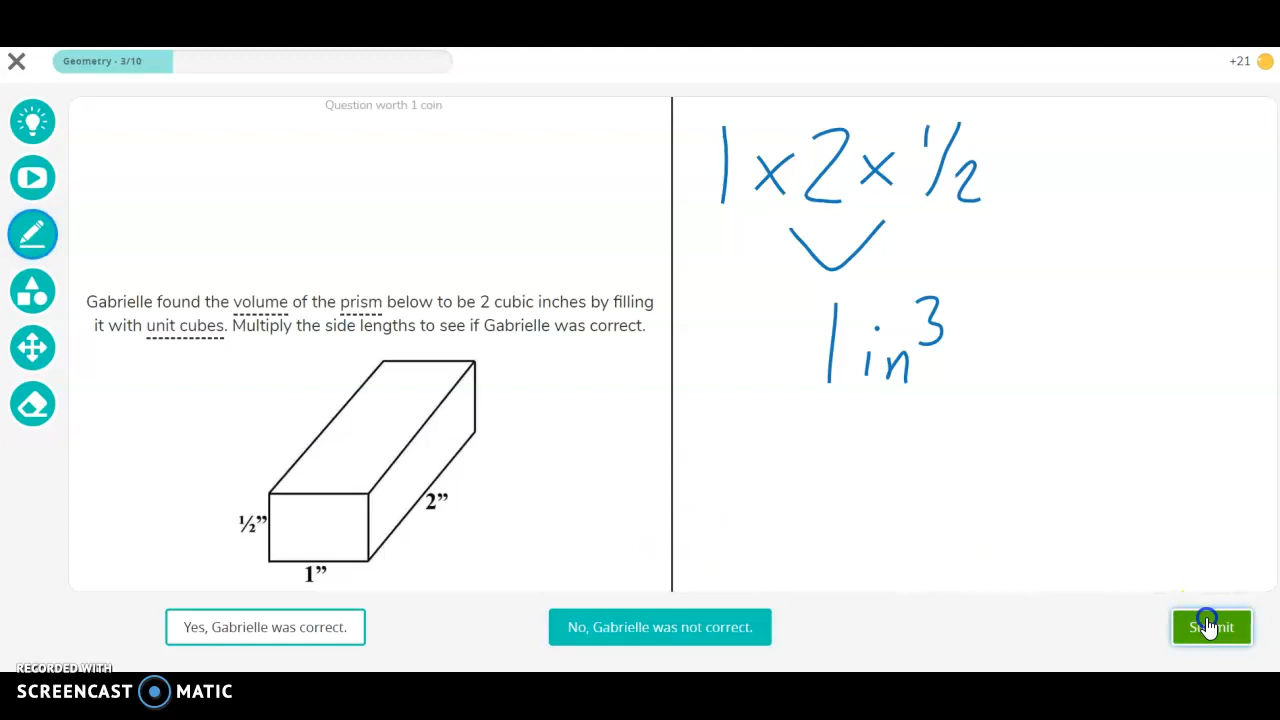 Geometry - 3/10
+21
Question worth 1 coin
Gabrielle found the volume of the prism below to be 2 cubic inches by filling
it with unit cubes. Multiply the side lengths to see if Gabrielle was correct.
½”
2”
1”
1 x 2 x 1/2
1 in³
Yes, Gabrielle was correct.
No, Gabrielle was not correct.
Submit
RECORDED WITH
SCREENCAST MATIC